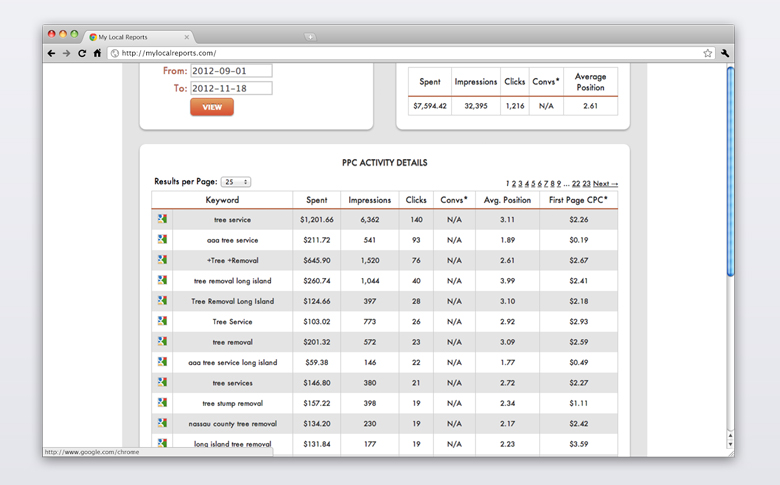 My Local Reports
http://mylocalreports.com/
From: 2012-09-01
To: 2012-11-18
VIEW
Spent Impressions Clicks Convs* Average Position
$7,594.42 32,395 1,216 N/A 2.61
PPC ACTIVITY DETAILS
Results per Page: 25 1 2 3 4 5 6 7 8 9 ... 22 23 Next →
Keyword Spent Impressions Clicks Convs* Avg. Position First Page CPC*
tree service $1,201.66 6,362 140 N/A 3.11 $2.26
aaa tree service $211.72 541 93 N/A 1.89 $0.19
+Tree +Removal $645.90 1,520 76 N/A 2.61 $2.67
tree removal long island $260.74 1,044 40 N/A 3.99 $2.41
Tree Removal Long Island $124.66 397 28 N/A 3.10 $2.18
Tree Service $103.02 773 26 N/A 2.92 $2.93
tree removal $201.32 572 23 N/A 3.09 $2.59
aaa tree service long island $59.38 146 22 N/A 1.77 $0.49
tree services $146.80 380 21 N/A 2.72 $2.27
tree stump removal $157.22 398 19 N/A 2.34 $1.11
nassau county tree removal $134.20 230 19 N/A 2.17 $2.42
long island tree removal $131.84 177 19 N/A 2.23 $3.59
http://www.google.com/chrome